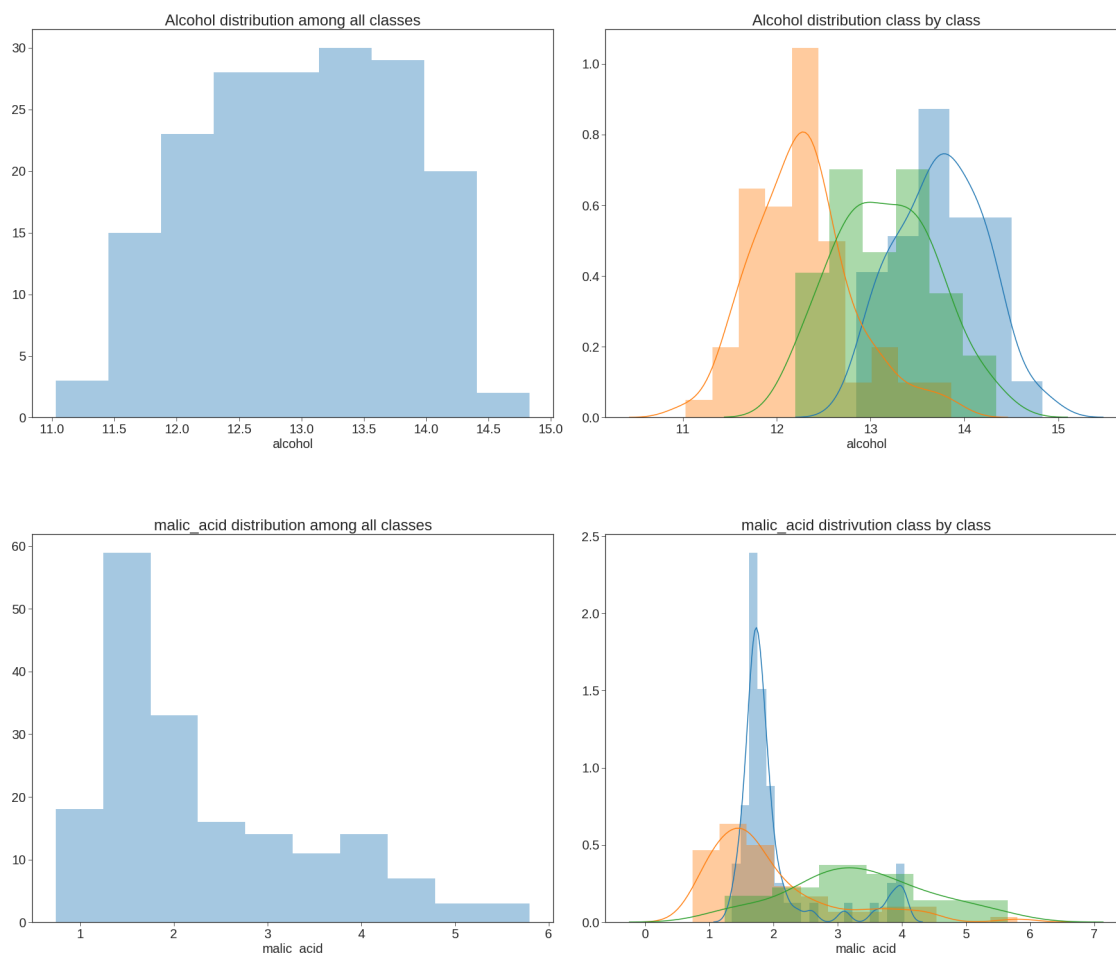 Alcohol distribution among all classes
30
25
20
15
10
5
0
11.0 11.5 12.0 12.5 13.0 13.5 14.0 14.5 15.0
alcohol
Alcohol distribution class by class
1.0
0.8
0.6
0.4
0.2
0.0
11 12 13 14 15
alcohol
malic_acid distribution among all classes
60
50
40
30
20
10
0
1 2 3 4 5 6
malic_acid
malic_acid distrivution class by class
2.5
2.0
1.5
1.0
0.5
0.0
0 1 2 3 4 5 6 7
malic_acid